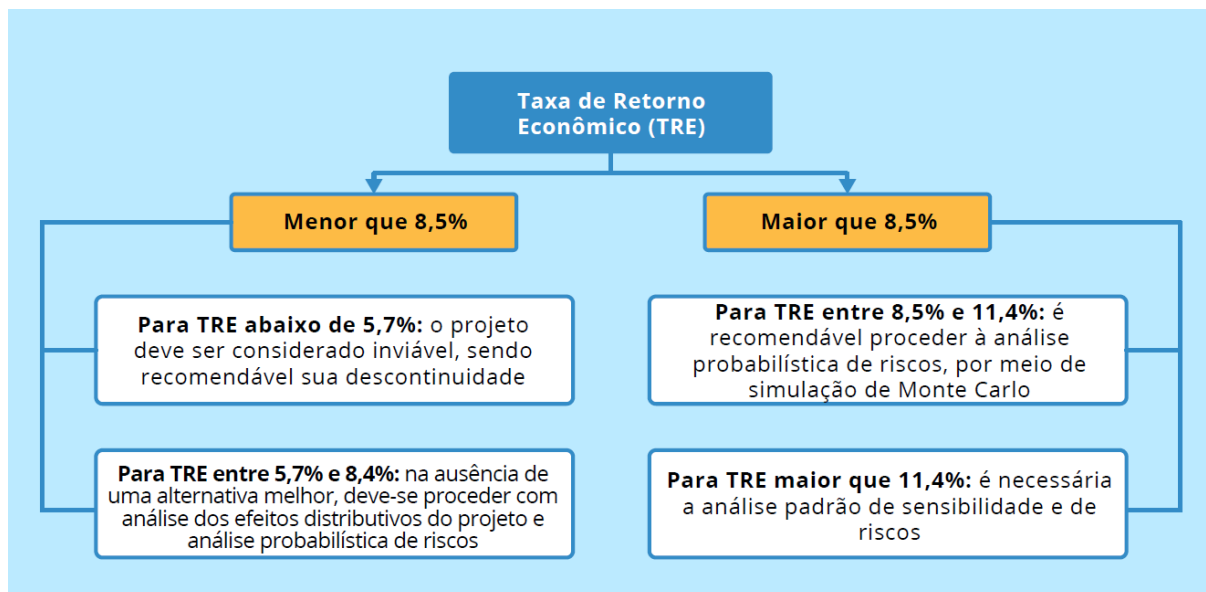 Taxa de Retorno
Econômico (TRE)
Menor que 8,5%
Maior que 8,5%
Para TRE abaixo de 5,7%: o projeto
deve ser considerado inviável, sendo
recomendável sua descontinuidade
Para TRE entre 8,5% e 11,4%: é
recomendável proceder à análise
probabilística de riscos, por meio de
simulação de Monte Carlo
Para TRE entre 5,7% e 8,4%: na ausência de
uma alternativa melhor, deve-se proceder com
análise dos efeitos distributivos do projeto e
análise probabilística de riscos
Para TRE maior que 11,4%: é necessária
a análise padrão de sensibilidade e de
riscos